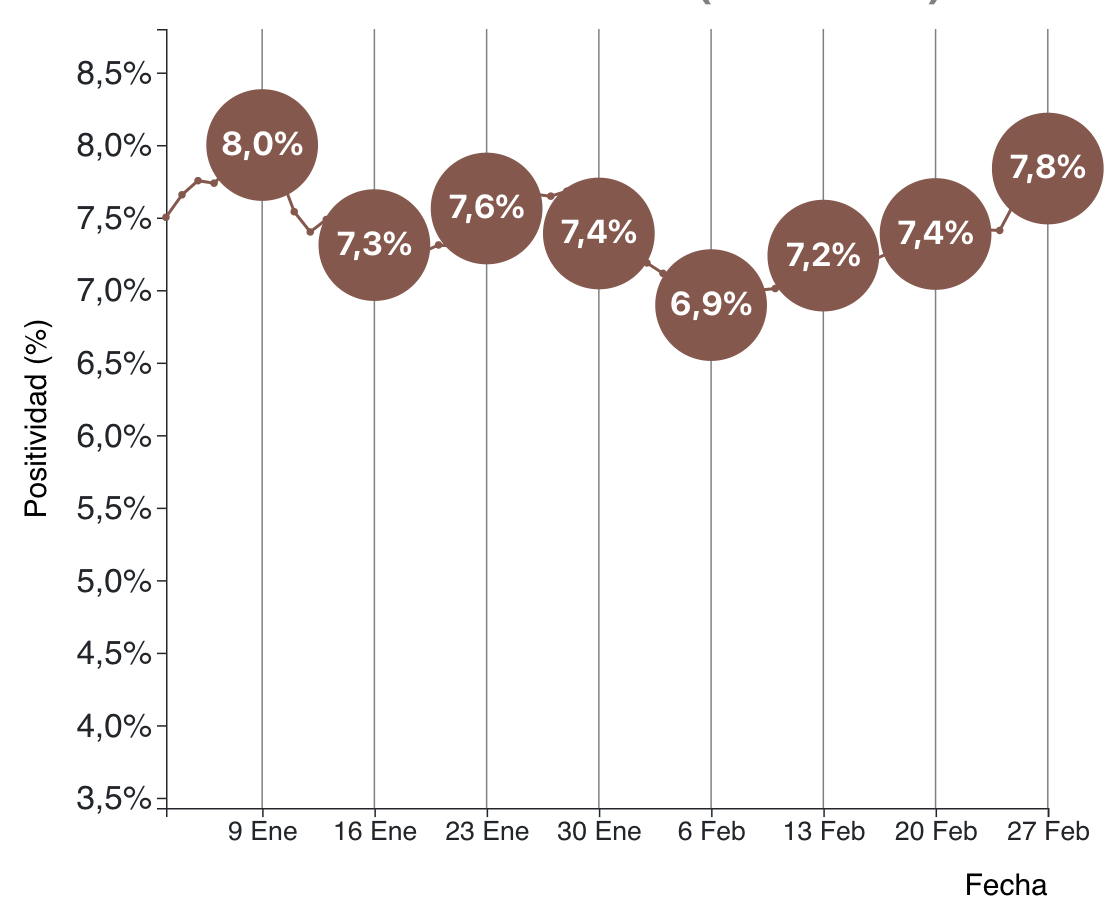 8,5%
8,0%
7,5%
7,0%
6,5%
6,0%
5,5%
5,0%
4,5%
4,0%
3,5%
Positividad (%)
8,0%
7,3%
7,6%
7,4%
6,9%
7,2%
7,4%
7,8%
9 Ene
16 Ene
23 Ene
30 Ene
6 Feb
13 Feb
20 Feb
27 Feb
Fecha